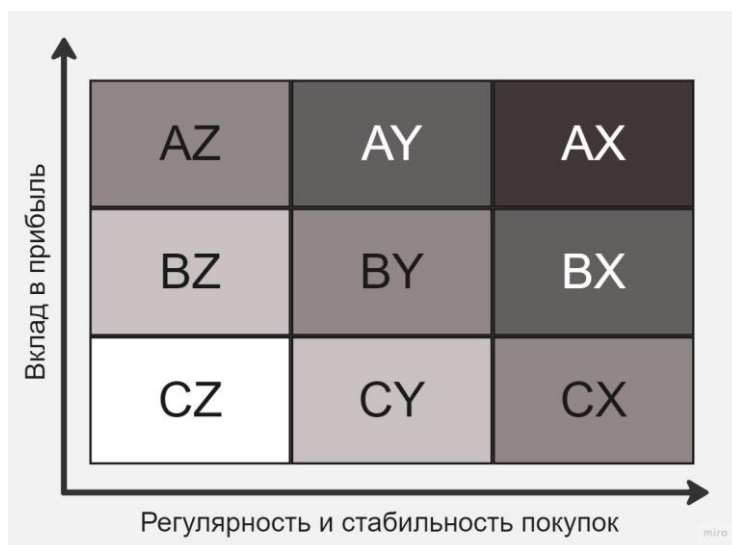 Вклад в прибыль
AZ AY AX
BZ BY BX
CZ CY CX
Регулярность и стабильность покупок
miro